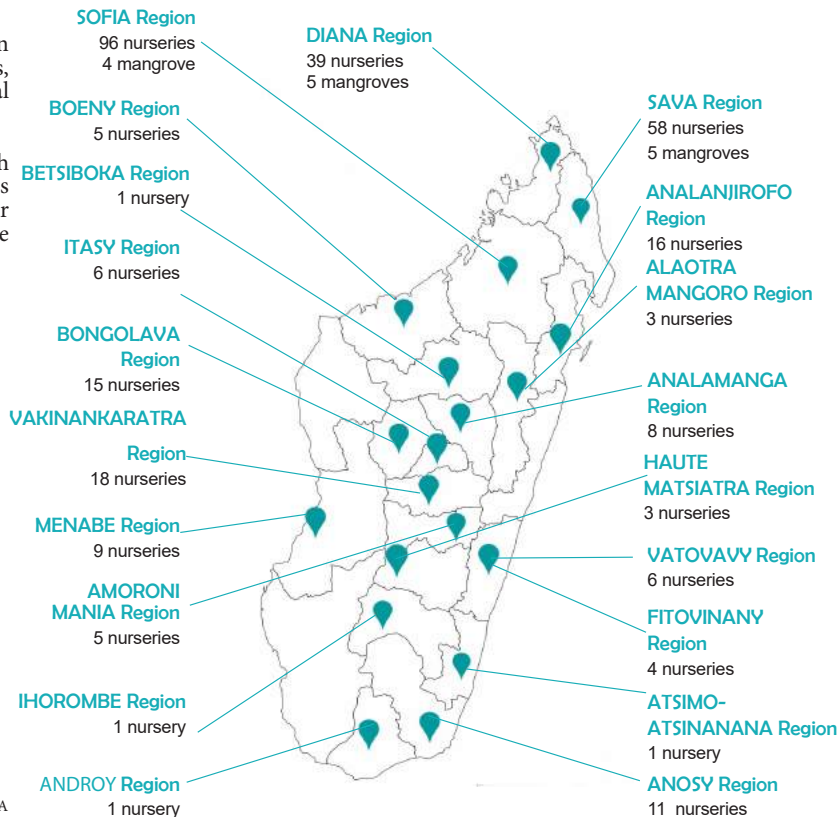 n
s,
al
h
s
r
e
SOFIA Region
96 nurseries
4 mangrove
DIANA Region
39 nurseries
5 mangroves
BOENY Region
5 nurseries
SAVA Region
58 nurseries
5 mangroves
BETSIBOKA Region
1 nursery
ANALANJIROFO
Region
16 nurseries
ITASY Region
6 nurseries
ALAOTRA
MANGORO Region
3 nurseries
BONGOLAVA
Region
15 nurseries
ANALAMANGA
Region
8 nurseries
VAKINANKARATRA
Region
18 nurseries
HAUTE
MATSIATRA Region
3 nurseries
MENABE Region
9 nurseries
VATOVAVY Region
6 nurseries
AMORONI
MANIA Region
5 nurseries
FITOVINANY
Region
4 nurseries
IHOROMBE Region
1 nursery
ATSIMO-
ATSINANANA Region
1 nursery
ANDROY Region
1 nursery
ANOSY Region
11 nurseries
A